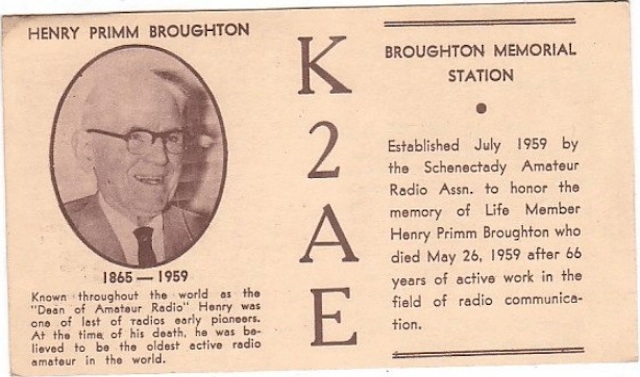 HENRY PRIMM BROUGHTON
1865 — 1959
Known throughout the world as the
"Dean of Amateur Radio" Henry was
one of last of radios early pioneers.
At the time of his death, he was be-
lieved to be the oldest active radio
amateur in the world.
K
2
A
E
BROUGHTON MEMORIAL
STATION
•
Established July 1959 by
the Schenectady Amateur
Radio Assn. to honor the
memory of Life Member
Henry Primm Broughton who
died May 26, 1959 after 66
years of active work in the
field of radio communica-
tion.